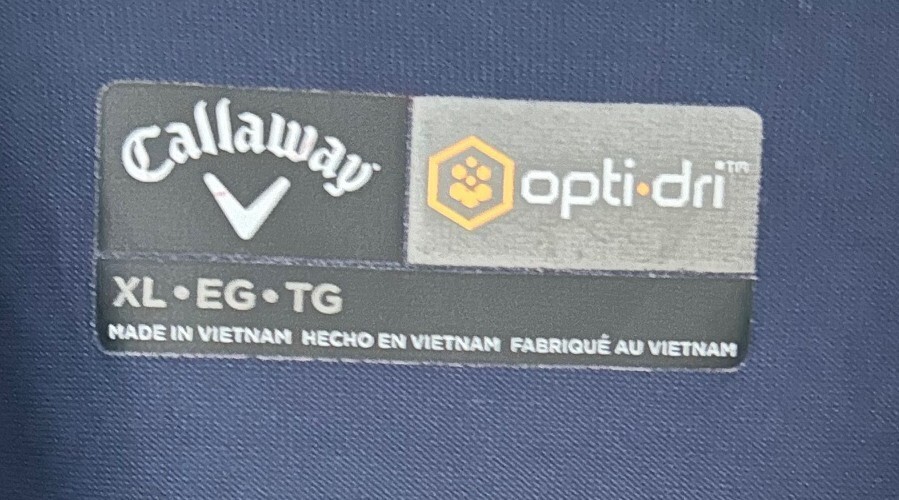 Callaway
opti·dri™
XL•EG•TG
MADE IN VIETNAM HECHO EN VIETNAM FABRIQUÉ AU VIETNAM